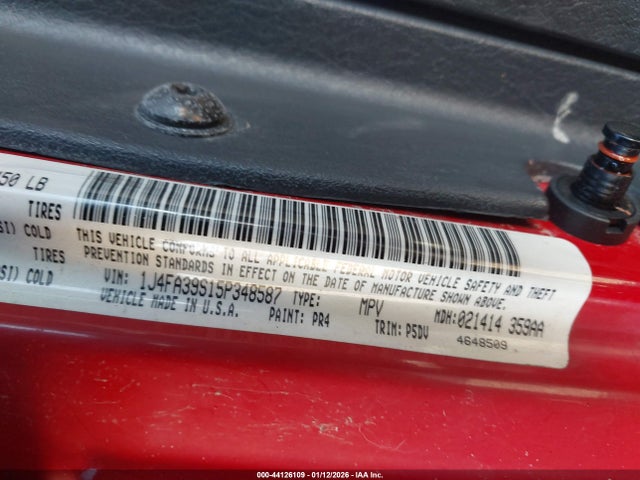 450 LB
TIRES
SI) COLD
TIRES
SI) COLD
THIS VEHICLE CONFORMS TO ALL APPLICABLE FEDERAL MOTOR VEHICLE SAFETY AND THEFT
PREVENTION STANDARDS IN EFFECT ON THE DATE OF MANUFACTURE SHOWN ABOVE.
VIN: 1J4FA39S15P348587 TYPE: MPV MDH:021414 359AA
VEHICLE MADE IN U.S.A. PAINT: PR4 TRIM: P5DV 4648509
000-44126109 - 01/12/2026 - IAA Inc.